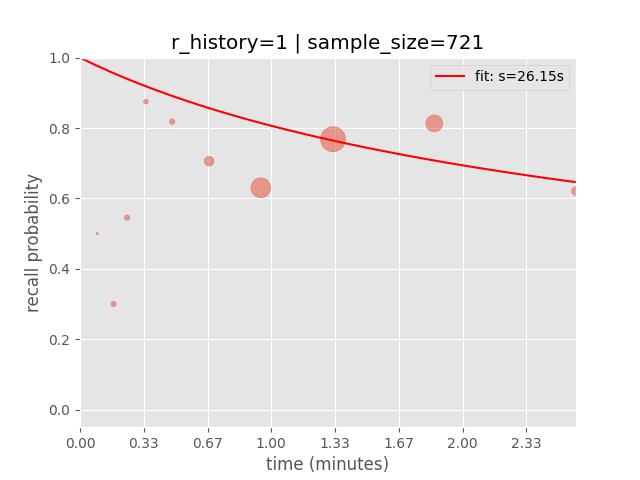 r_history=1 | sample_size=721
fit: s=26.15s
recall probability
1.0
0.8
0.6
0.4
0.2
0.0
0.00 0.33 0.67 1.00 1.33 1.67 2.00 2.33
time (minutes)